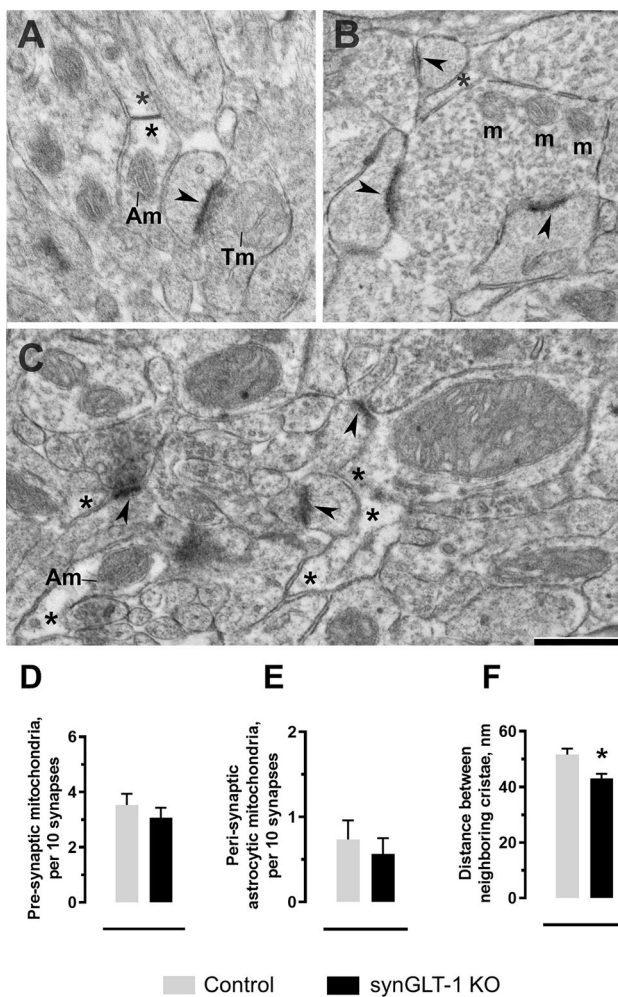 A
*
*
Am
Tm
B
*
m
m
m
C
*
*
*
*
Am
*
D
Pre-synaptic mitochondria,
per 10 synapses
6
4
2
0
E
Peri-synaptic
astrocytic mitochondria,
per 10 synapses
2
1
0
F
Distance between
neighboring cristae, nm
60
40
20
0
*
Control
synGLT-1 KO